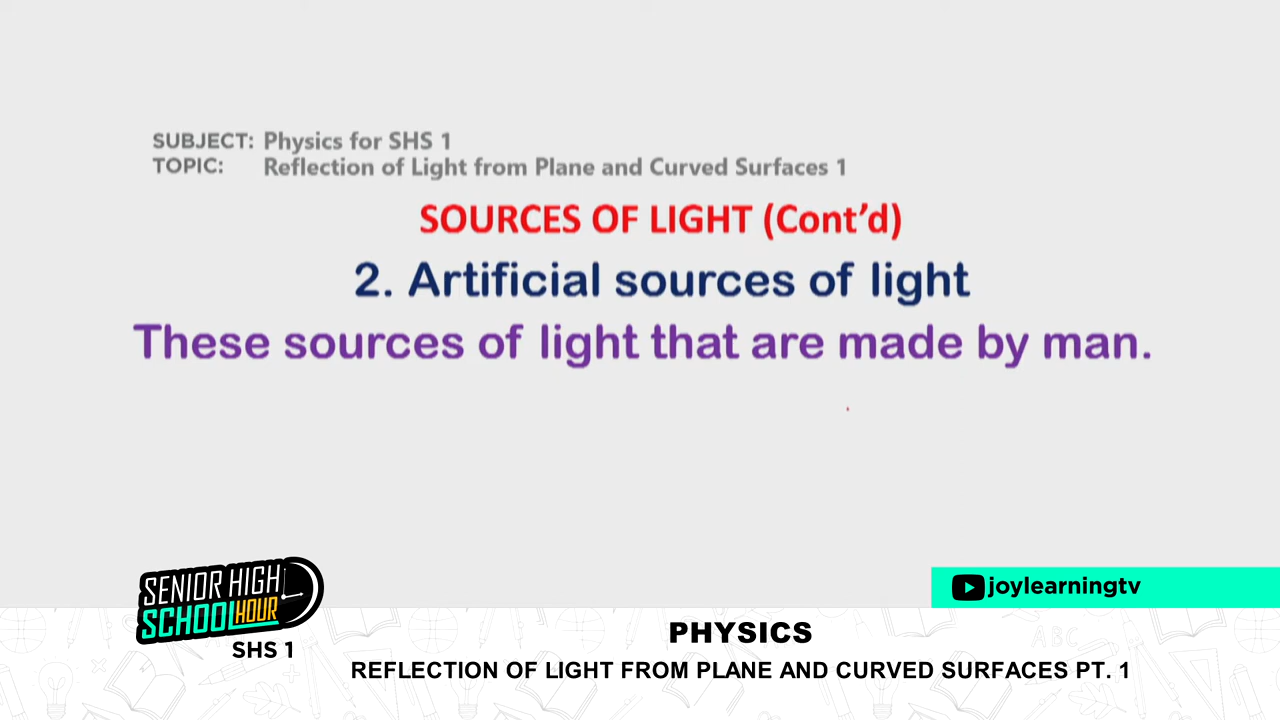 SUBJECT: Physics for SHS 1
TOPIC: Reflection of Light from Plane and Curved Surfaces 1
SOURCES OF LIGHT (Cont’d)
2. Artificial sources of light
These sources of light that are made by man.
SENIOR HIGH
SCHOOL HOUR
SHS 1
joylearningtv
PHYSICS
REFLECTION OF LIGHT FROM PLANE AND CURVED SURFACES PT. 1
ABC